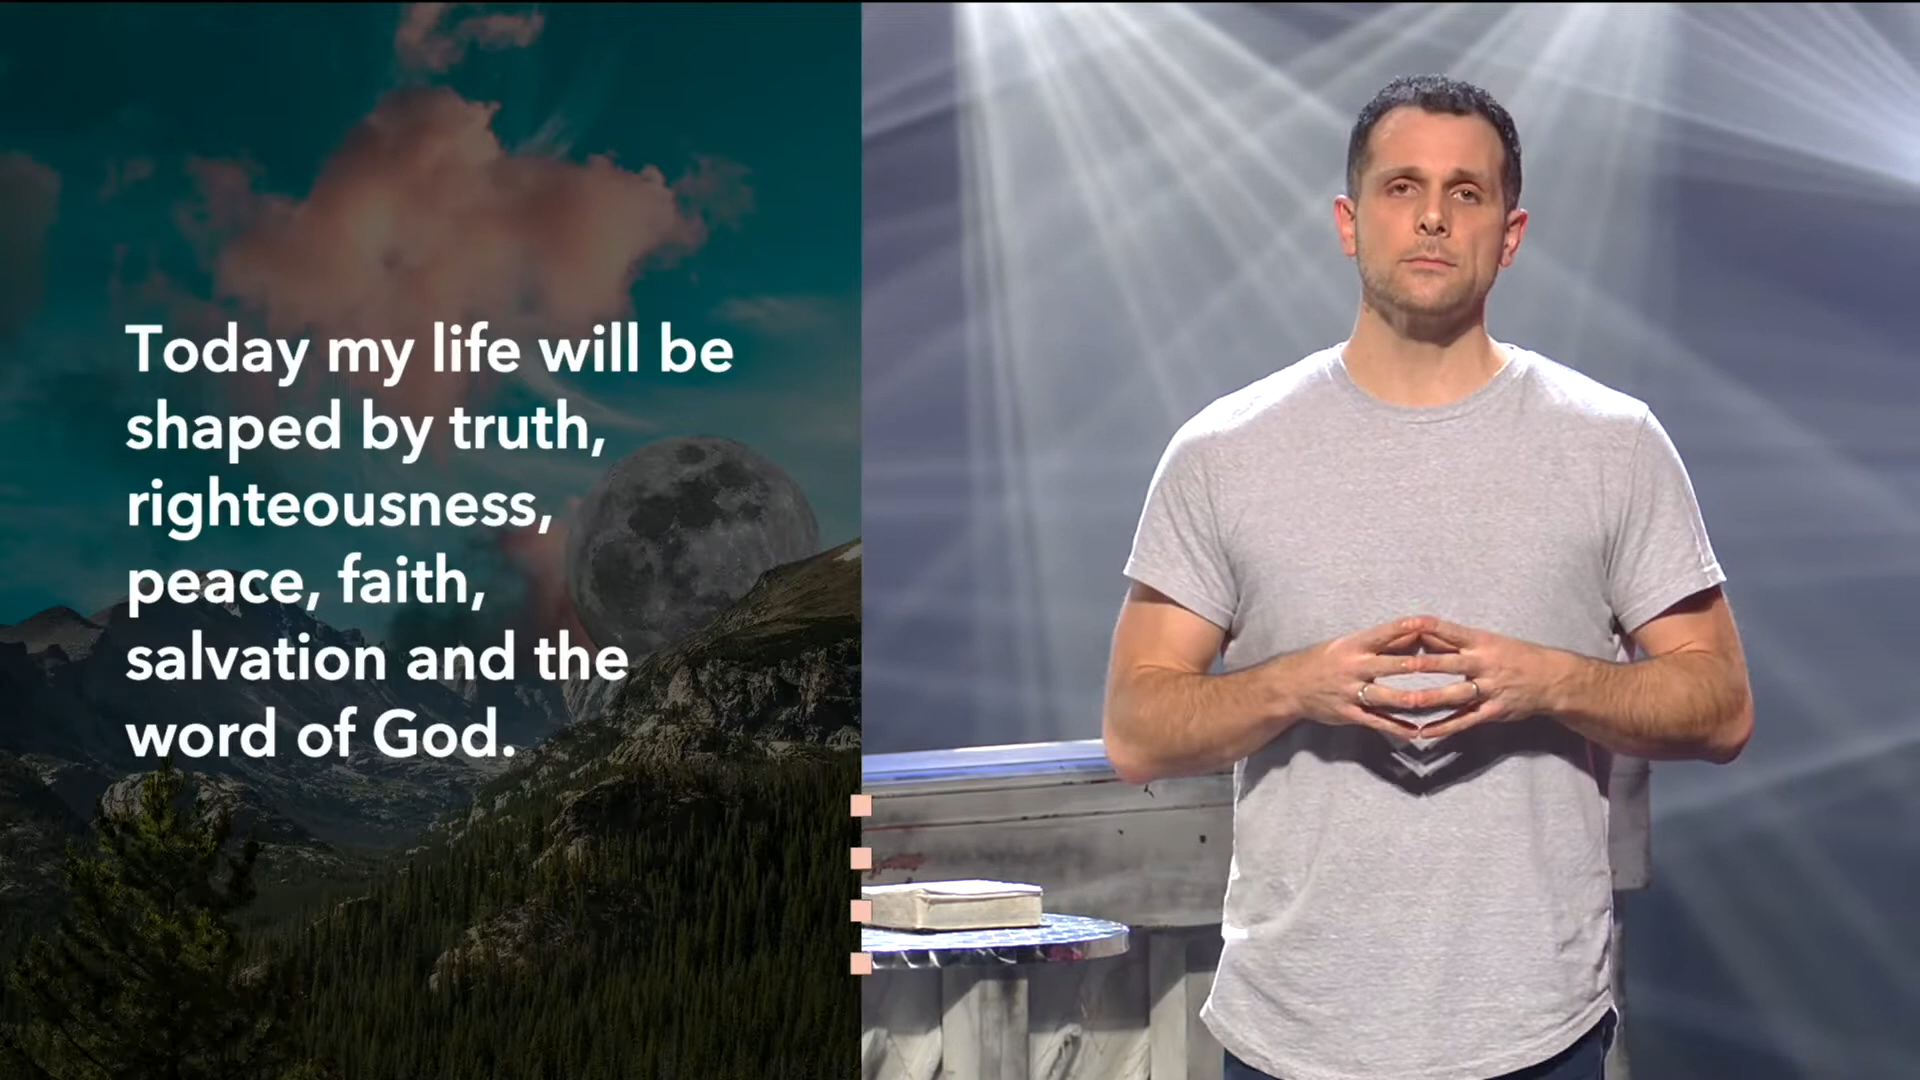 Today my life will be
shaped by truth,
righteousness,
peace, faith,
salvation and the
word of God.